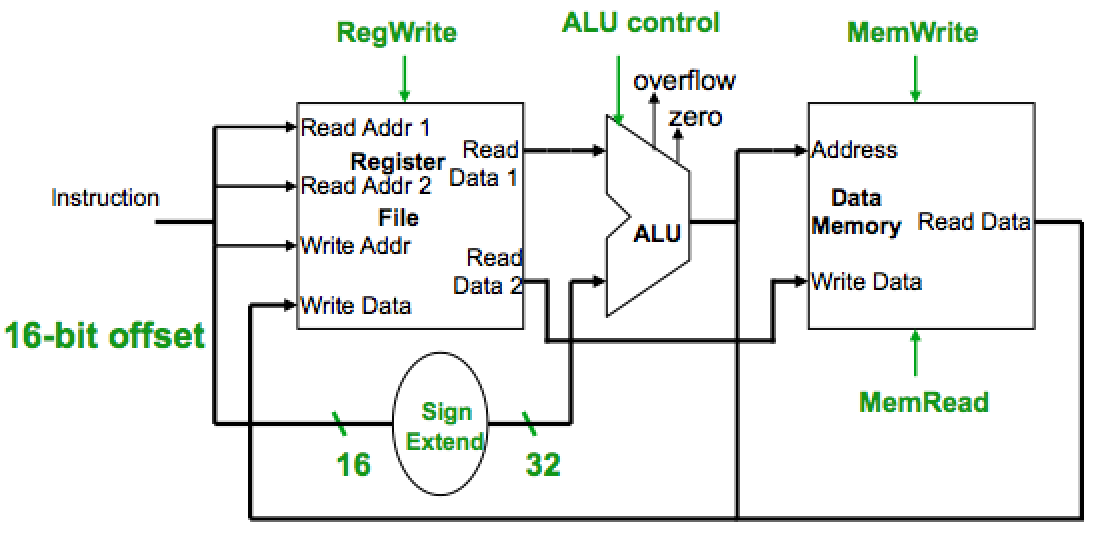 RegWrite
ALU control
MemWrite
overflow
zero
Instruction
Read Addr 1
Register
Read Addr 2
File
Write Addr
Write Data
Read
Data 1
Read
Data 2
ALU
Address
Data
Memory
Read Data
Write Data
16-bit offset
MemRead
Sign
Extend
16
32